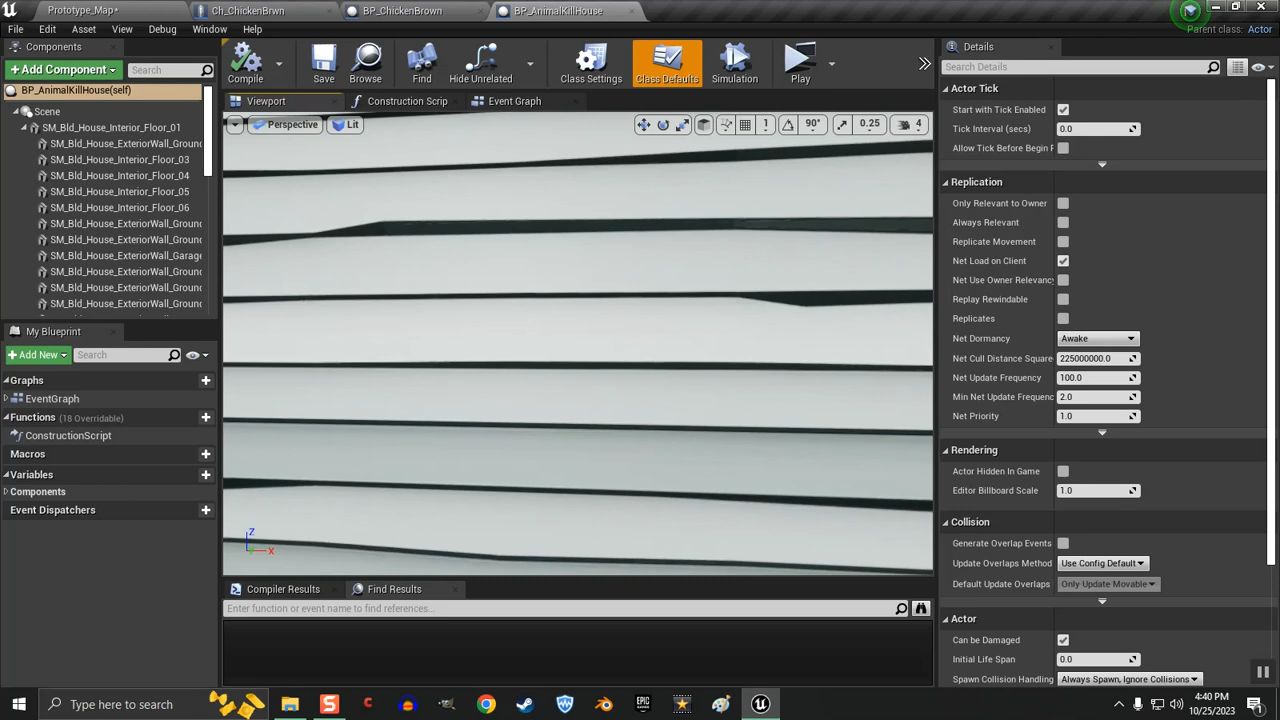 Prototype_Map*
Ch_ChickenBrwn
BP_ChickenBrown
BP_AnimalKillHouse
File Edit Asset View Debug Window Help
Parent class: Actor
Components
+ Add Component
Search
BP_AnimalKillHouse(self)
Scene
SM_Bld_House_Interior_Floor_01
SM_Bld_House_ExteriorWall_Ground
SM_Bld_House_Interior_Floor_03
SM_Bld_House_Interior_Floor_04
SM_Bld_House_Interior_Floor_05
SM_Bld_House_Interior_Floor_06
SM_Bld_House_ExteriorWall_Ground
SM_Bld_House_ExteriorWall_Ground
SM_Bld_House_ExteriorWall_Garage
SM_Bld_House_ExteriorWall_Ground
SM_Bld_House_ExteriorWall_Ground
SM_Bld_House_ExteriorWall_Ground
My Blueprint
+ Add New
Search
Graphs
EventGraph
Functions (18 Overridable)
ConstructionScript
Macros
Variables
Components
Event Dispatchers
Compile
Save
Browse
Find
Hide Unrelated
Class Settings
Class Defaults
Simulation
Play
Viewport
Construction Scrip
Event Graph
Perspective
Lit
1
90°
0.25
4
Z
X
Compiler Results
Find Results
Enter function or event name to find references...
Details
Search Details
Actor Tick
Start with Tick Enabled
Tick Interval (secs) 0.0
Allow Tick Before Begin P
Replication
Only Relevant to Owner
Always Relevant
Replicate Movement
Net Load on Client
Net Use Owner Relevancy
Replay Rewindable
Replicates
Net Dormancy Awake
Net Cull Distance Square 225000000.0
Net Update Frequency 100.0
Min Net Update Frequenc 2.0
Net Priority 1.0
Rendering
Actor Hidden In Game
Editor Billboard Scale 1.0
Collision
Generate Overlap Events
Update Overlaps Method Use Config Default
Default Update Overlaps Only Update Movable
Actor
Can be Damaged
Initial Life Span 0.0
Spawn Collision Handling Always Spawn, Ignore Collisions
Type here to search
4:40 PM
10/25/2023